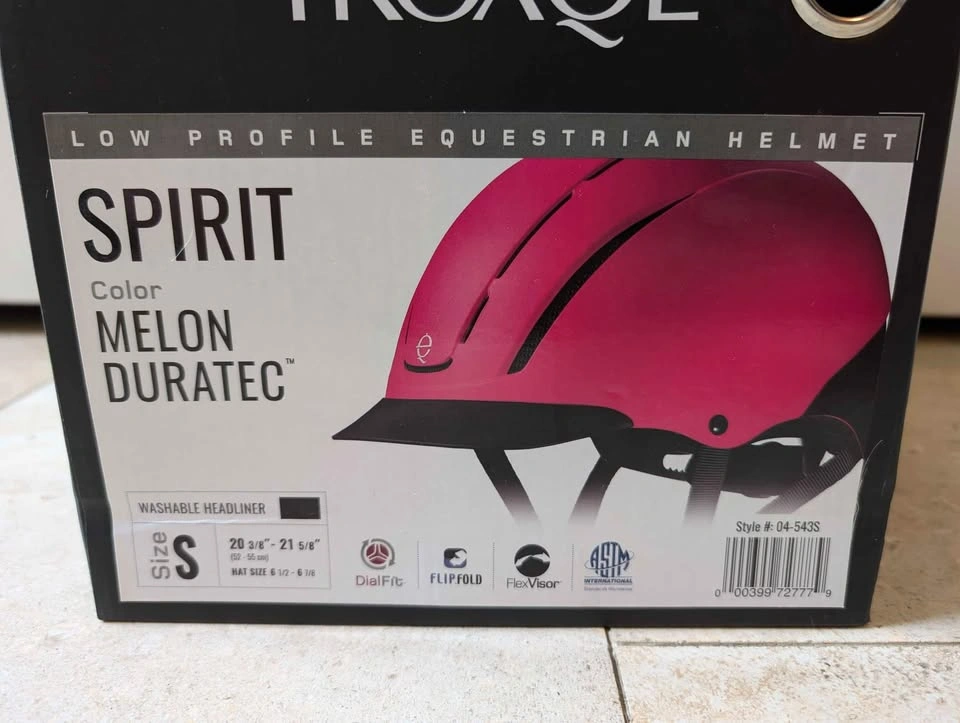 TROXEL
LOW PROFILE EQUESTRIAN HELMET
SPIRIT
Color
MELON
DURATEC™
WASHABLE HEADLINER
Size S
20 3/8" - 21 5/8"
(52 - 55 cm)
HAT SIZE 6 1/2 - 6 7/8
DialFit
FLIPFOLD
FlexVisor
ASTM
INTERNATIONAL
Style #: 04-543S
0 00399 72777 9